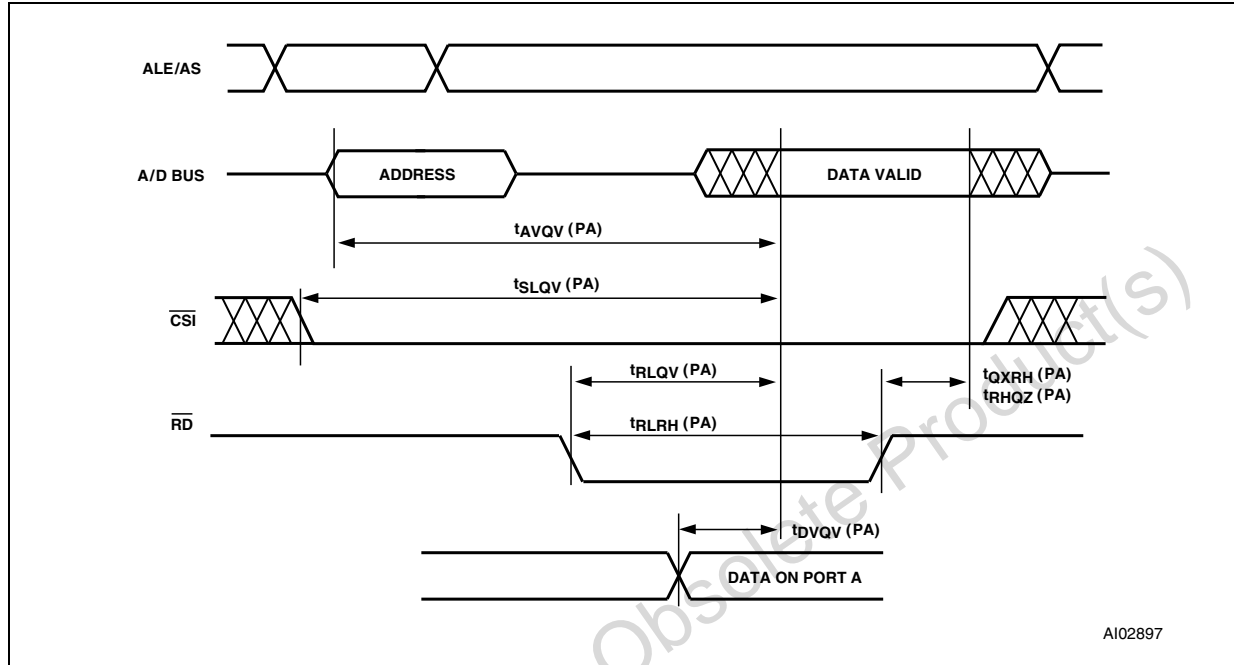 ALE/AS
A/D BUS
ADDRESS
DATA VALID
tAVQV (PA)
tSLQV (PA)
CSI
tRLQV (PA)
tQXRH (PA)
tRHQZ (PA)
RD
tRLRH (PA)
tDVQV (PA)
DATA ON PORT A
Obsolete Product(s)
AI02897